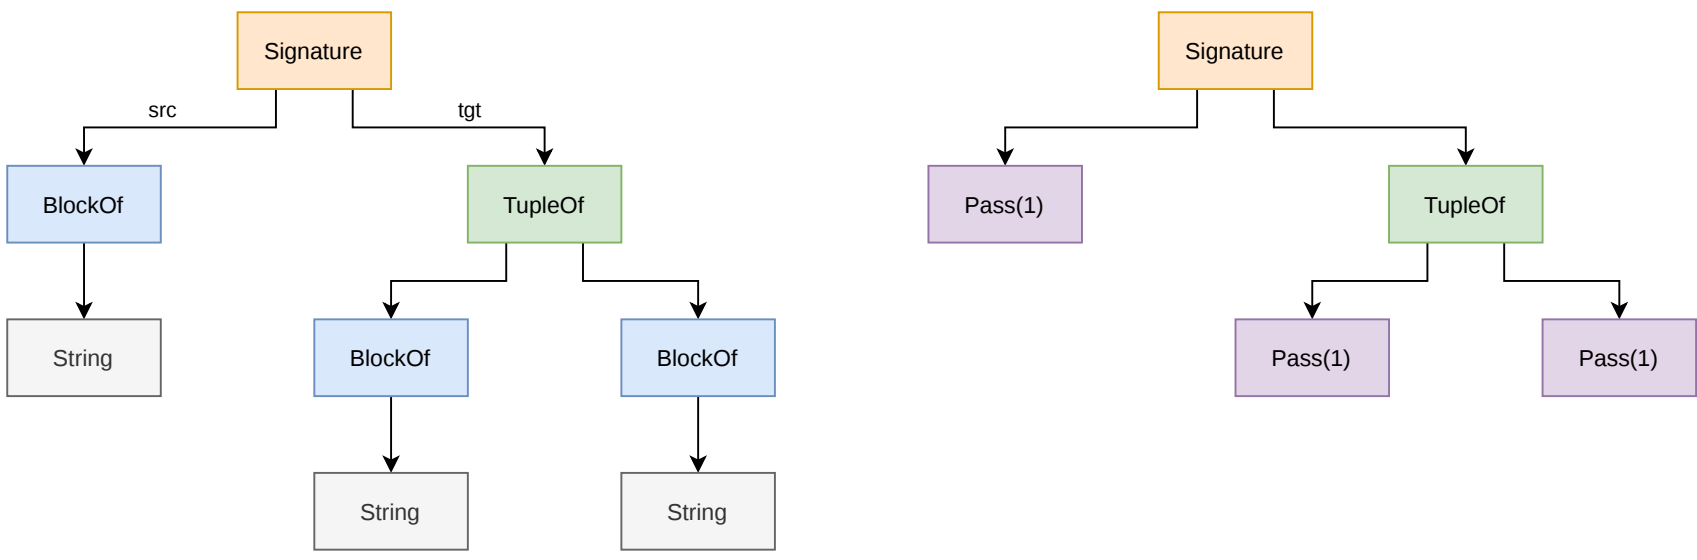 Signature
Signature
src
tgt
BlockOf
TupleOf
Pass(1)
TupleOf
String
BlockOf
BlockOf
Pass(1)
Pass(1)
String
String